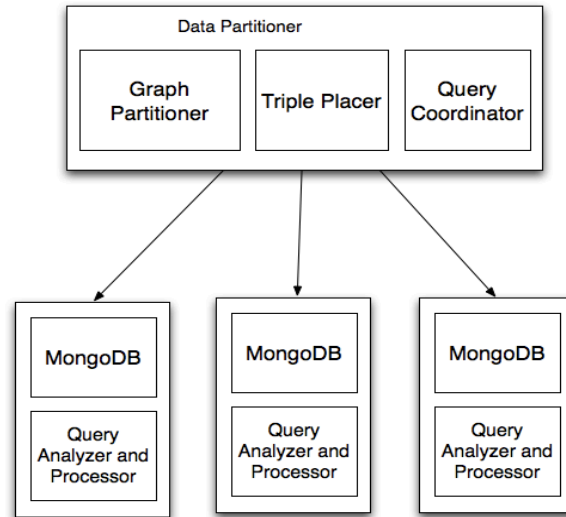 Data Partitioner
Graph
Partitioner
Triple Placer
Query
Coordinator
MongoDB
Query
Analyzer and
Processor
MongoDB
Query
Analyzer and
Processor
MongoDB
Query
Analyzer and
Processor